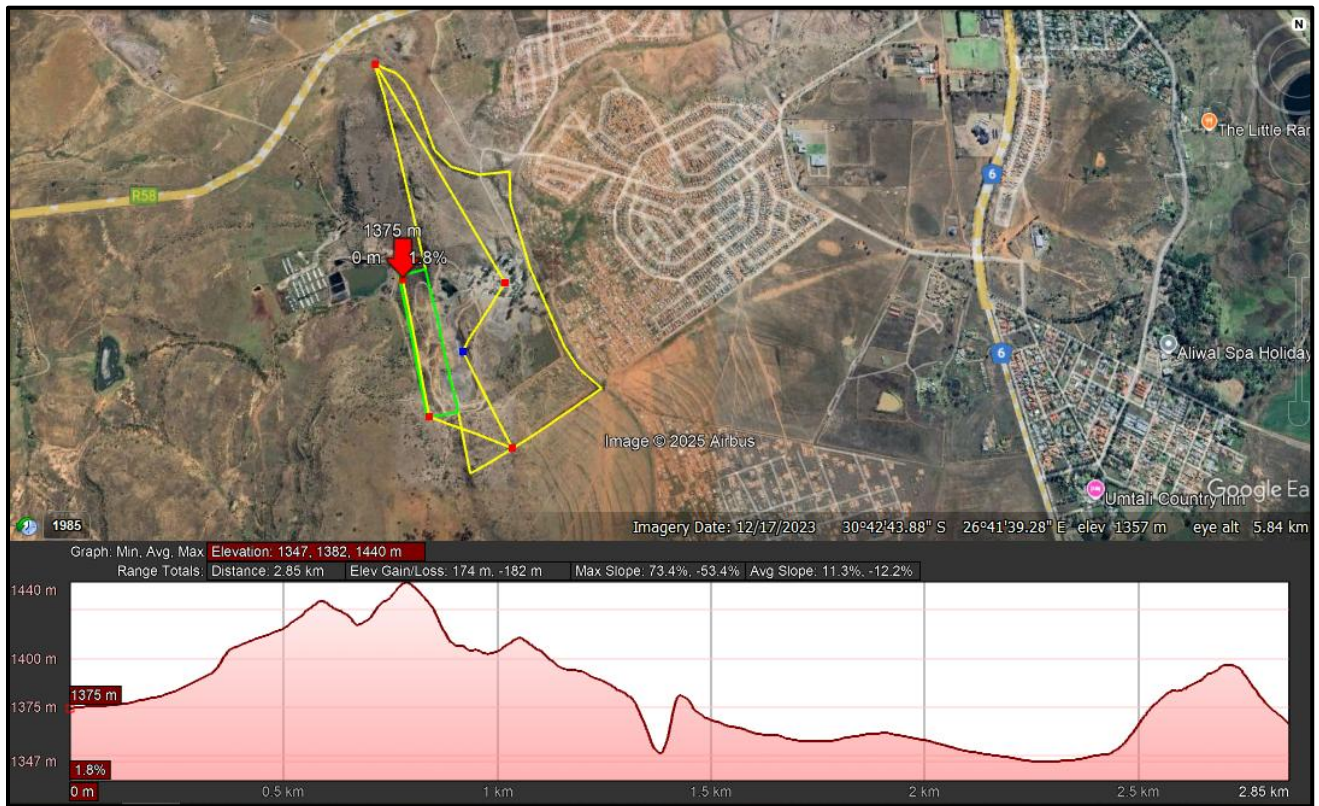 N
The Little Rar
6
R58
1375 m
0 m 1.8%
6
Aliwal Spa Holiday
Image © 2025 Airbus
Umtali Country Inn
Google Ea
1985
Imagery Date: 12/17/2023 30°42'43.88" S 26°41'39.28" E elev 1357 m eye alt 5.84 km
Graph: Min, Avg, Max Elevation: 1347, 1382, 1440 m
Range Totals: Distance: 2.85 km Elev Gain/Loss: 174 m, -182 m Max Slope: 73.4%, -53.4% Avg Slope: 11.3%, -12.2%
1440 m
1400 m
1375 m
1375 m
1347 m
1.8%
0 m 0.5 km 1 km 1.5 km 2 km 2.5 km 2.85 km